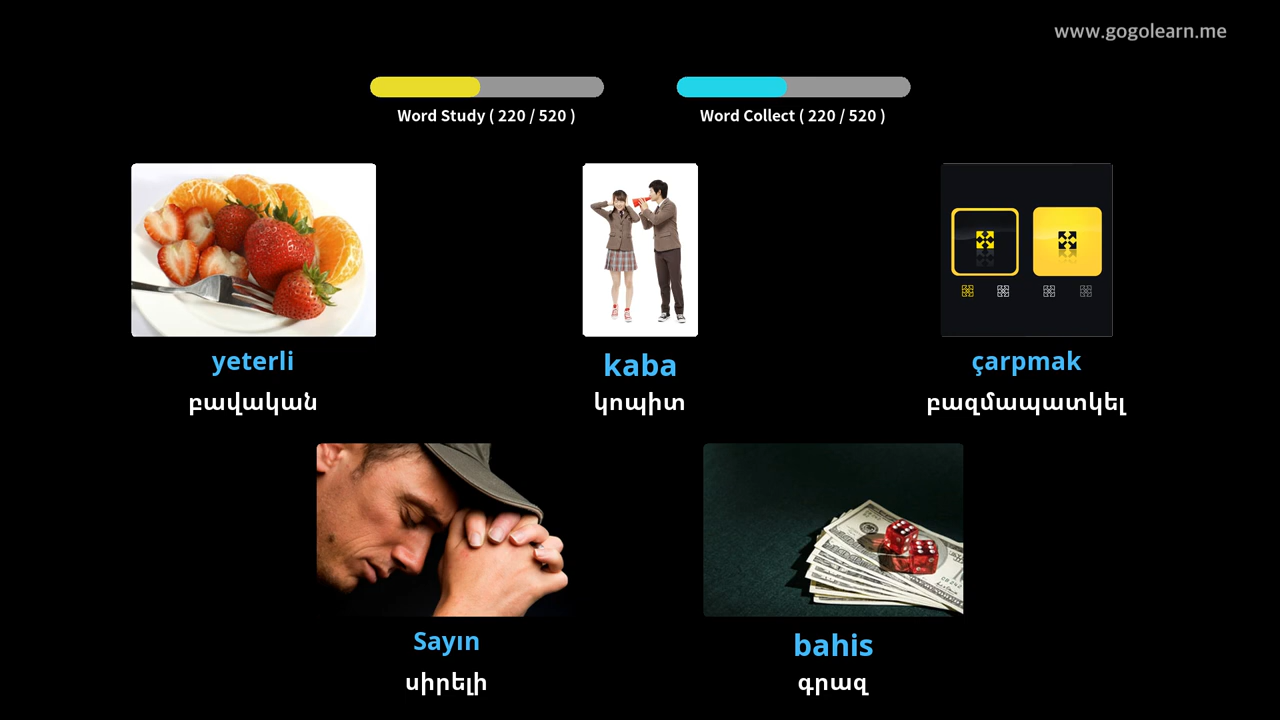 www.gogolearn.me
Word Study ( 220 / 520 )
Word Collect ( 220 / 520 )
yeterli
բավական
kaba
կոպիտ
çarpmak
բազմապատկել
Sayın
սիրելի
bahis
գրազ